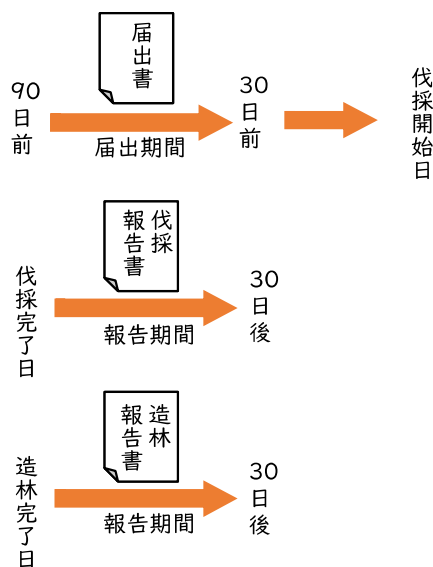 届出書
90日前
届出期間
30日前
伐採開始日
伐採
報告書
伐採完了日
報告期間
30日後
造林
報告書
造林完了日
報告期間
30日後